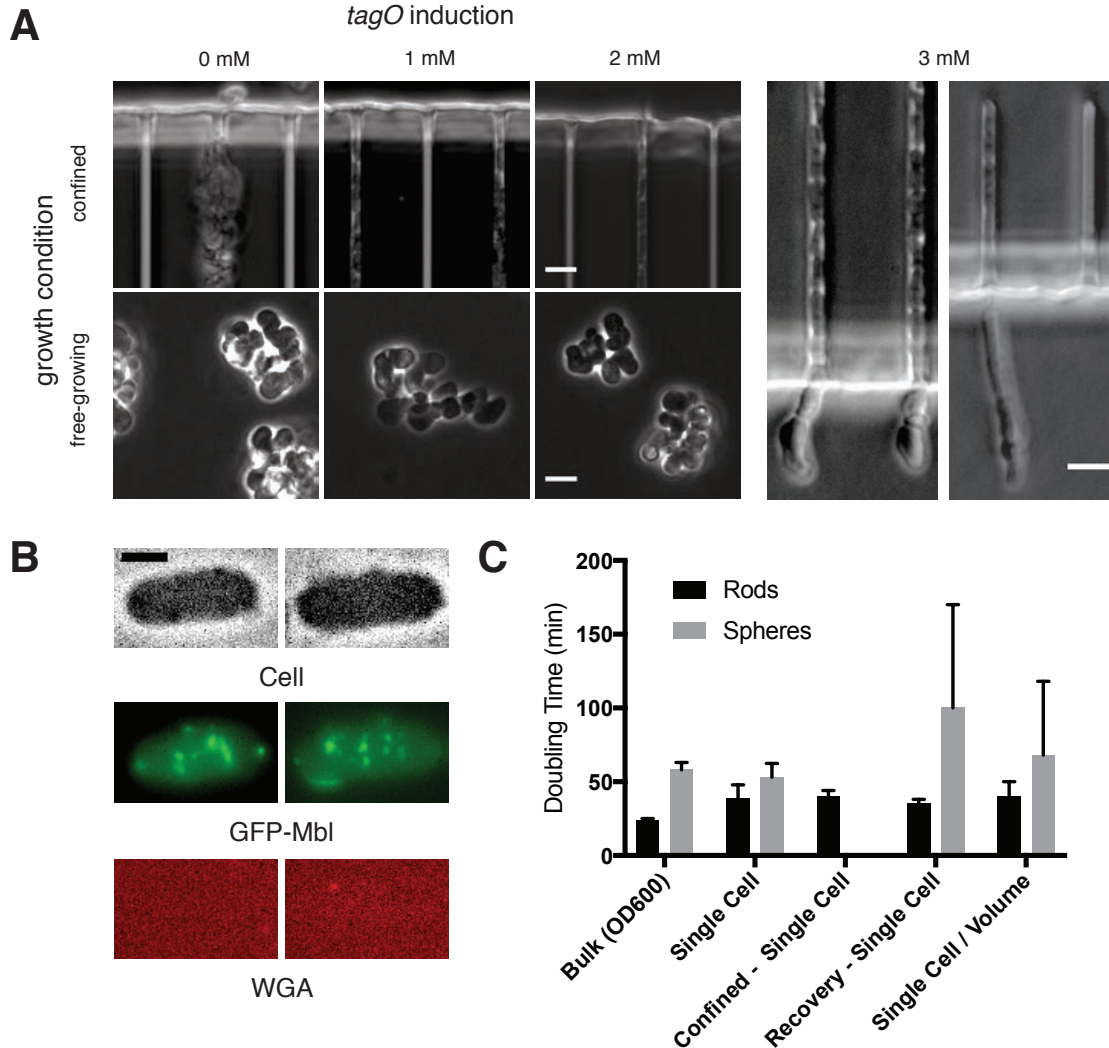 A
tagO induction
0 mM
1 mM
2 mM
3 mM
growth condition
confined
free-growing
B
Cell
GFP-Mbl
WGA
C
200
150
100
50
0
Doubling Time (min)
Rods
Spheres
Bulk (OD600)
Single Cell
Confined - Single Cell
Recovery - Single Cell
Single Cell / Volume